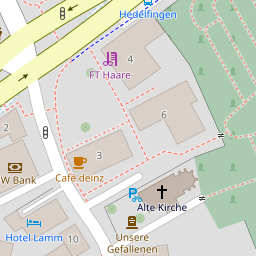 Hedelfingen
4
FT Haare
6
2
3
W Bank
Café deinz
Alte Kirche
Hotel Lamm
10
Unsere
Gefallenen